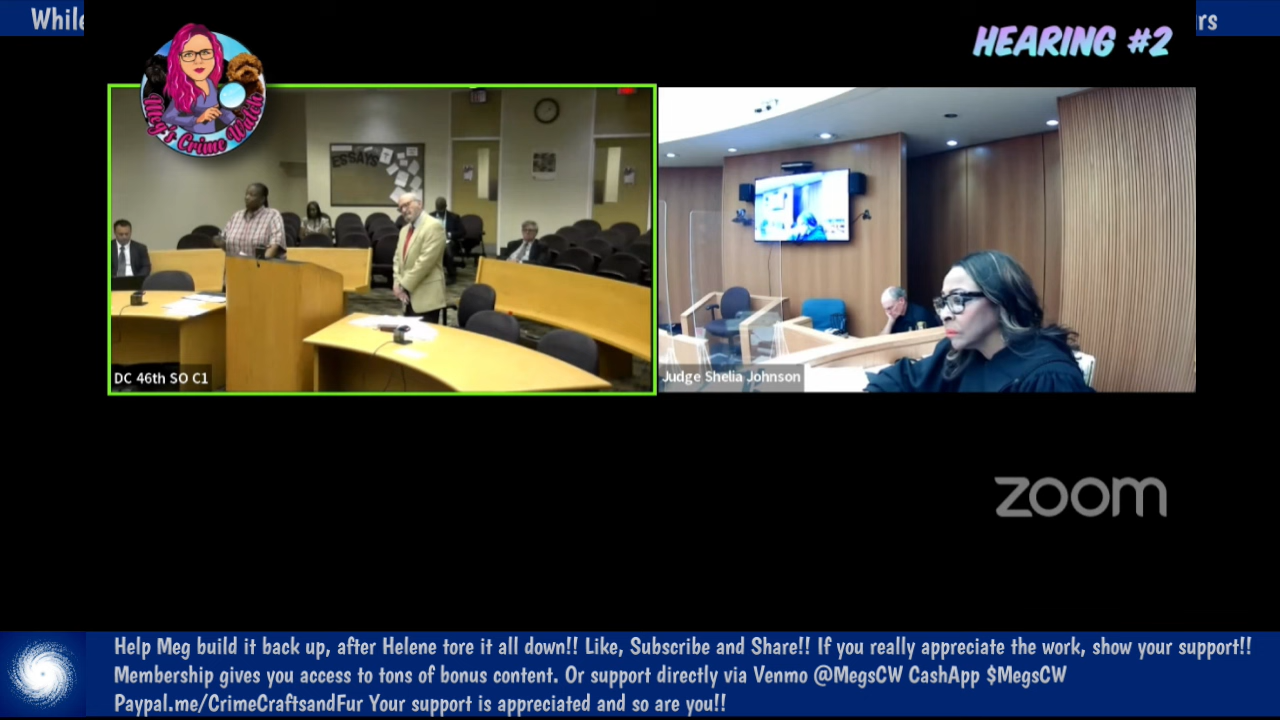 While
rs
HEARING #2
Meg's Crime Watch
ESSAYS
DC 46th SO C1
Judge Shelia Johnson
zoom
Help Meg build it back up, after Helene tore it all down!! Like, Subscribe and Share!! If you really appreciate the work, show your support!!
Membership gives you access to tons of bonus content. Or support directly via Venmo @MegsCW CashApp $MegsCW
Paypal.me/CrimeCraftsandFur Your support is appreciated and so are you!!